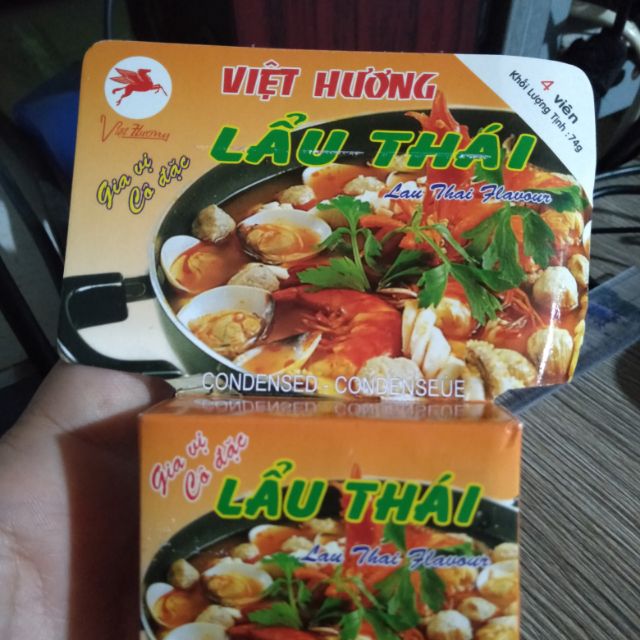 VIỆT HƯƠNG
4 viên
Khối Lượng Tịnh : 74g
Việt Hương
LẨU THÁI
Gia vị
Cô đặc
Lau Thai Flavour
CONDENSED - CONDENSEUE
Gia vị
Cô đặc
LẨU THÁI
Lau Thai Flavour